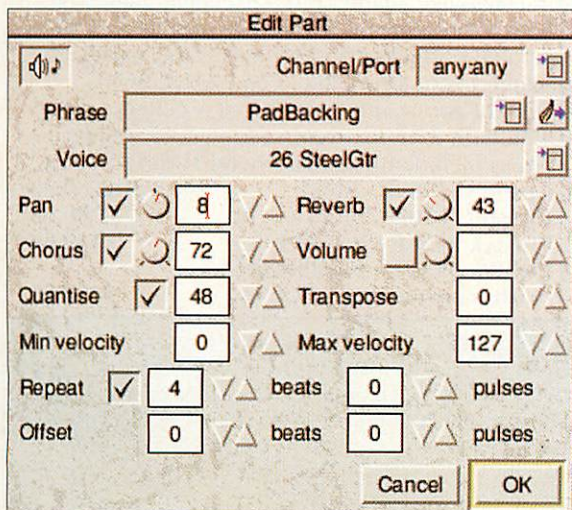 Edit Part
Channel/Port any:any
Phrase PadBacking
Voice 26 SteelGtr
Pan 8 Reverb 43
Chorus 72 Volume
Quantise 48 Transpose 0
Min velocity 0 Max velocity 127
Repeat 4 beats 0 pulses
Offset 0 beats 0 pulses
Cancel OK